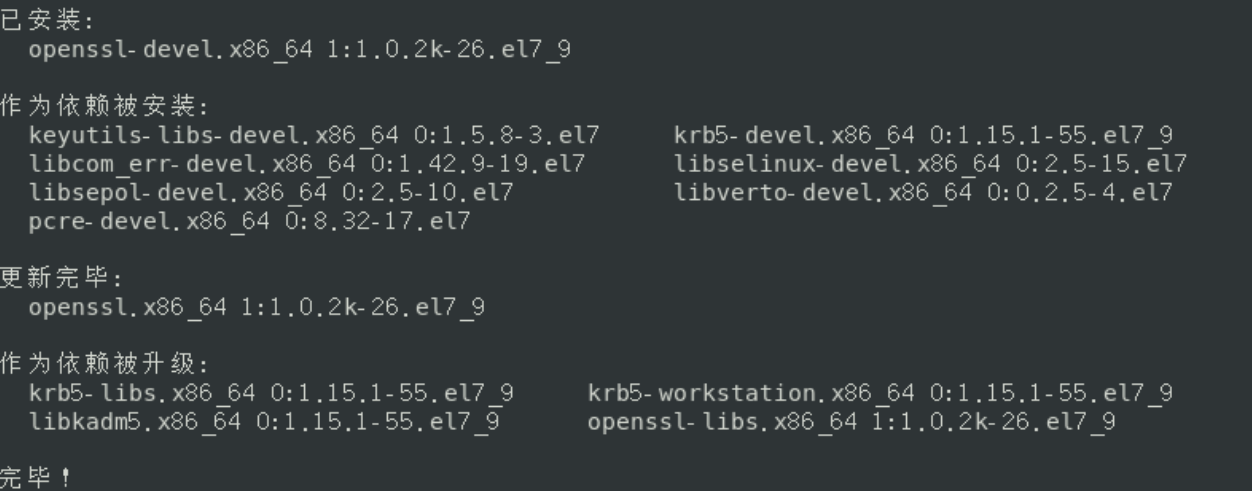 已安装:
openssl-devel.x86_64 1:1.0.2k-26.el7_9
作为依赖被安装:
keyutils-libs-devel.x86_64 0:1.5.8-3.el7 krb5-devel.x86_64 0:1.15.1-55.el7_9
libcom_err-devel.x86_64 0:1.42.9-19.el7 libselinux-devel.x86_64 0:2.5-15.el7
libsepol-devel.x86_64 0:2.5-10.el7 libverto-devel.x86_64 0:0.2.5-4.el7
pcre-devel.x86_64 0:8.32-17.el7
更新完毕:
openssl.x86_64 1:1.0.2k-26.el7_9
作为依赖被升级:
krb5-libs.x86_64 0:1.15.1-55.el7_9 krb5-workstation.x86_64 0:1.15.1-55.el7_9
libkadm5.x86_64 0:1.15.1-55.el7_9 openssl-libs.x86_64 1:1.0.2k-26.el7_9
完毕！